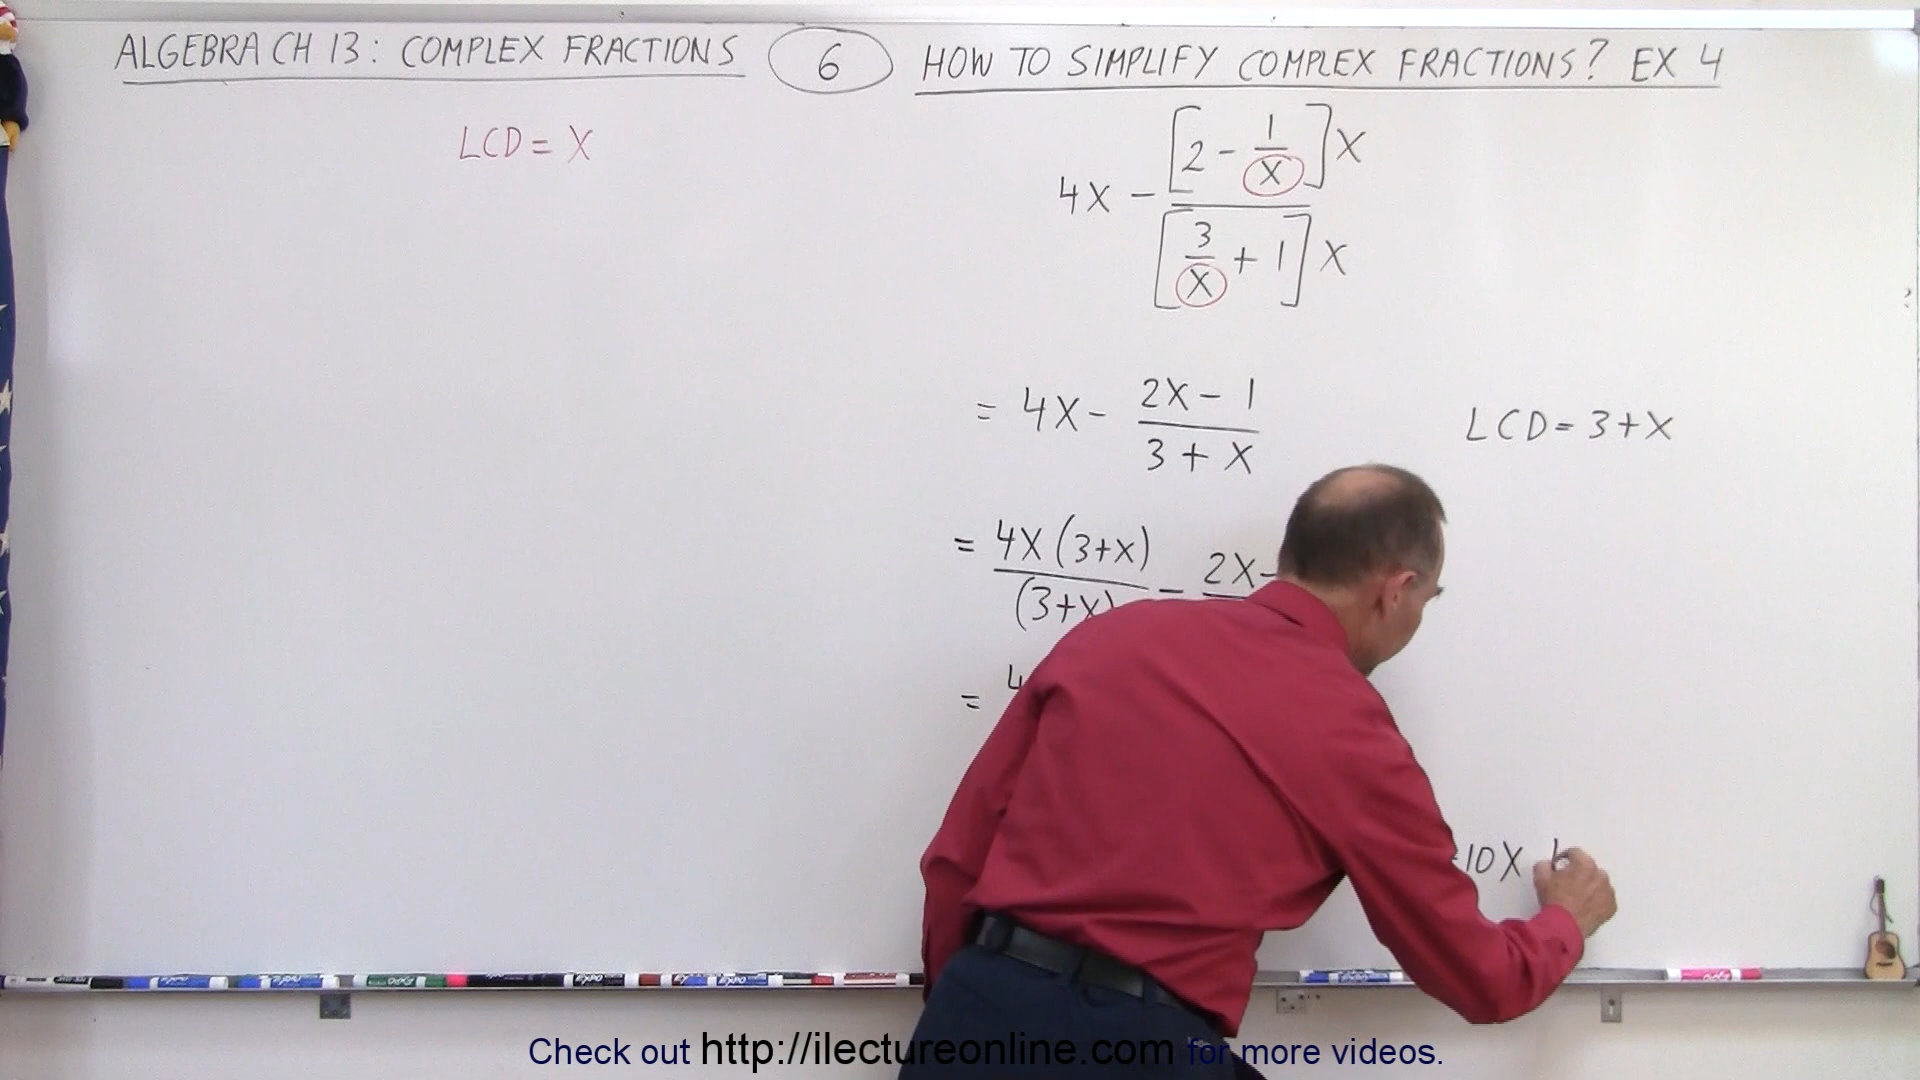 ALGEBRA CH 13: COMPLEX FRACTIONS 6 HOW TO SIMPLIFY COMPLEX FRACTIONS? EX 4
LCD = X
4X - [2 - 1/X]X / [3/X + 1]X
= 4X - (2X - 1)/(3 + X)
LCD = 3 + X
= 4X(3+X)/(3+X) - 2X-
= 4
10X
Check out http://ilectureonline.com for more videos.